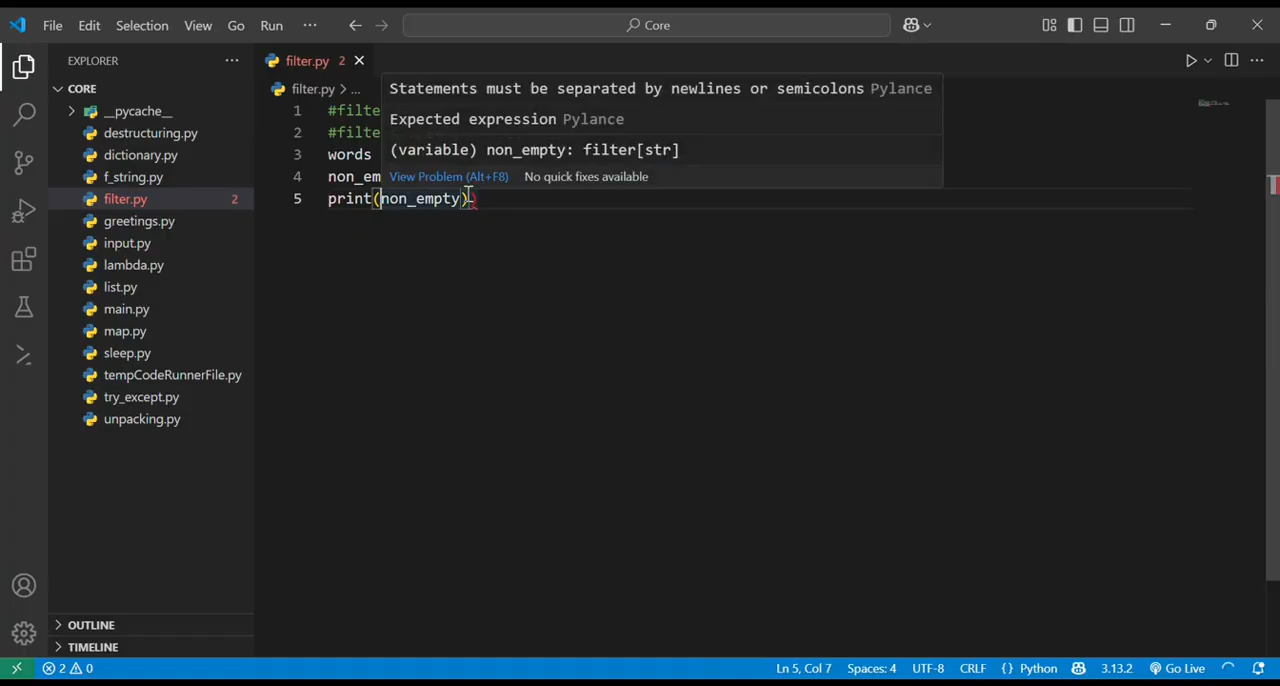 File Edit Selection View Go Run ··· Core
EXPLORER ···
CORE
__pycache__
destructuring.py
dictionary.py
f_string.py
filter.py 2
greetings.py
input.py
lambda.py
list.py
main.py
map.py
sleep.py
tempCodeRunnerFile.py
try_except.py
unpacking.py
OUTLINE
TIMELINE
filter.py 2
filter.py > ...
Statements must be separated by newlines or semicolons Pylance
Expected expression Pylance
(variable) non_empty: filter[str]
View Problem (Alt+F8) No quick fixes available
1 #filte
2 #filte
3 words
4 non_em
5 print(non_empty))
2 0 Ln 5, Col 7 Spaces: 4 UTF-8 CRLF {} Python 3.13.2 Go Live